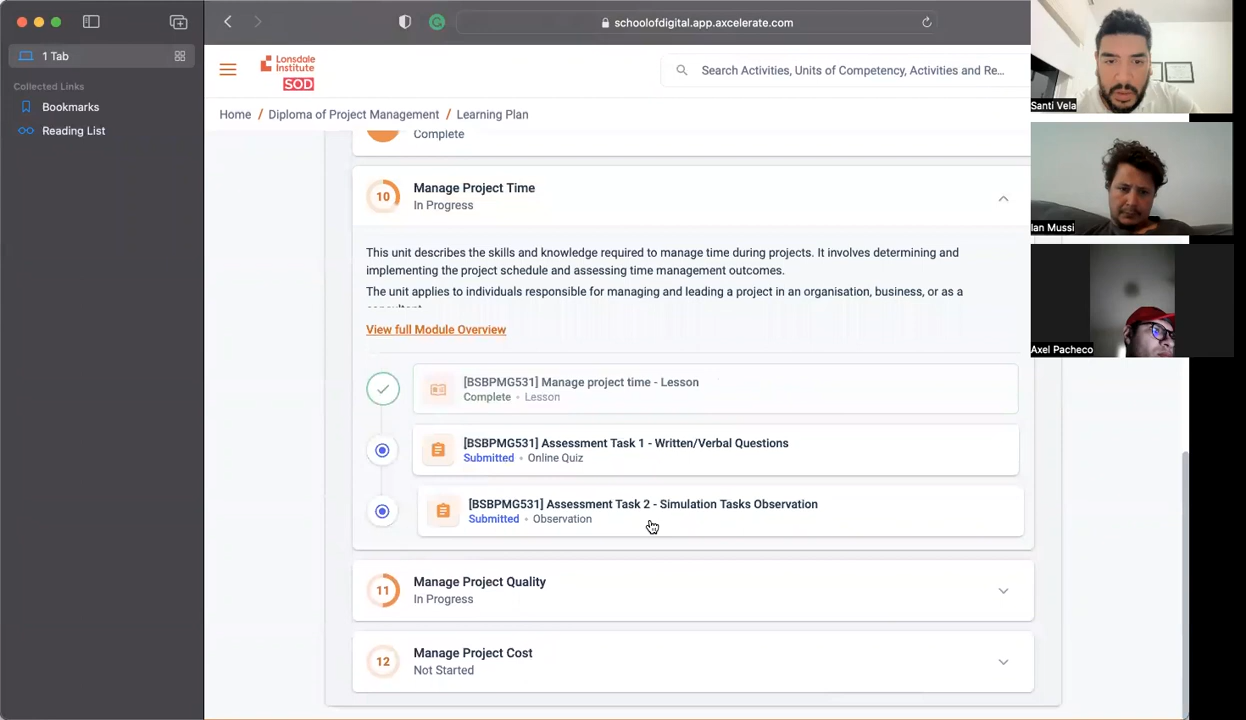 1 Tab
Collected Links
Bookmarks
Reading List
schoolofdigital.app.axcelerate.com
Lonsdale
Institute
SOD
Search Activities, Units of Competency, Activities and Re...
Home / Diploma of Project Management / Learning Plan
Complete
10
Manage Project Time
In Progress
This unit describes the skills and knowledge required to manage time during projects. It involves determining and
implementing the project schedule and assessing time management outcomes.
The unit applies to individuals responsible for managing and leading a project in an organisation, business, or as a
consultant.
View full Module Overview
[BSBPMG531] Manage project time - Lesson
Complete • Lesson
[BSBPMG531] Assessment Task 1 - Written/Verbal Questions
Submitted • Online Quiz
[BSBPMG531] Assessment Task 2 - Simulation Tasks Observation
Submitted • Observation
11
Manage Project Quality
In Progress
12
Manage Project Cost
Not Started
Santi Vela
Ian Mussi
Axel Pacheco